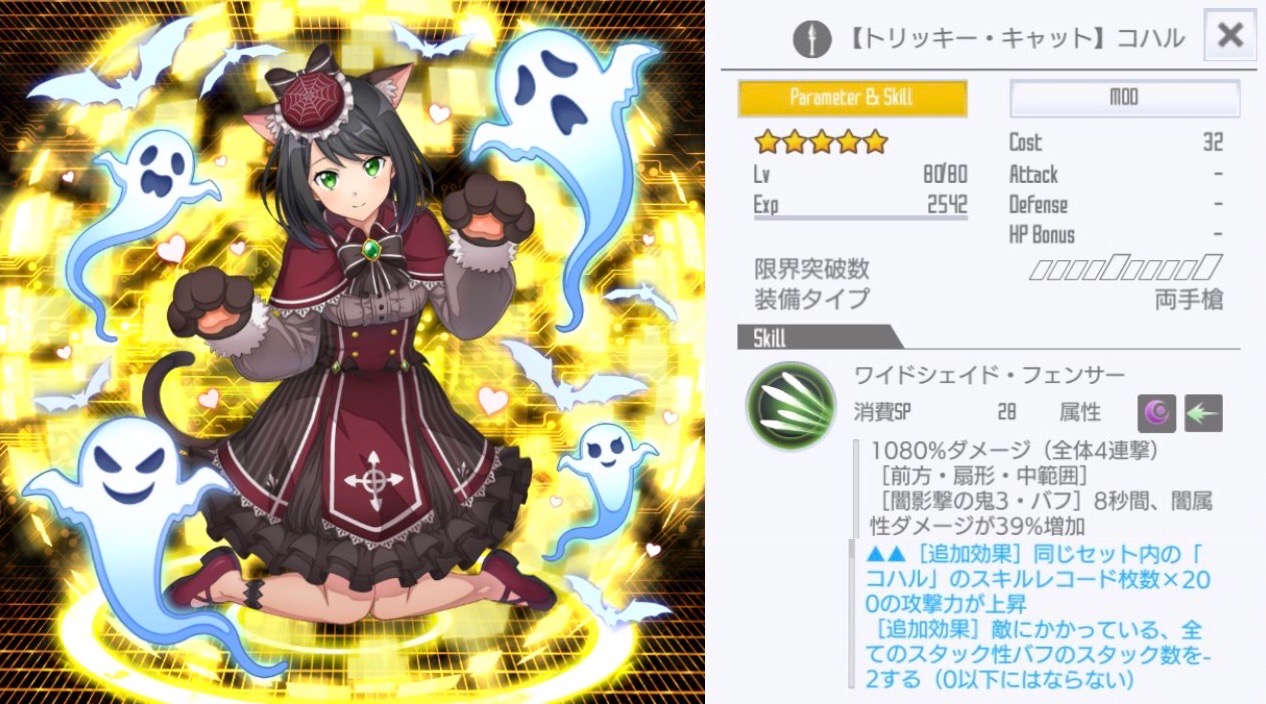 【トリッキー・キャット】コハル
Parameter & Skill
MOD
Lv 80/80
Exp 2542
Cost 32
Attack -
Defense -
HP Bonus -
限界突破数
装備タイプ 両手槍
Skill
ワイドシェイド・フェンサー
消費SP 28 属性
1080%ダメージ（全体4連撃）
［前方・扇形・中範囲］
［闇影撃の鬼3・バフ］8秒間、闇属
性ダメージが39%増加
▲▲［追加効果］同じセット内の「
コハル」のスキルレコード枚数×20
0の攻撃力が上昇
［追加効果］敵にかかっている、全
てのスタック性バフのスタック数を-
2する（0以下にはならない）